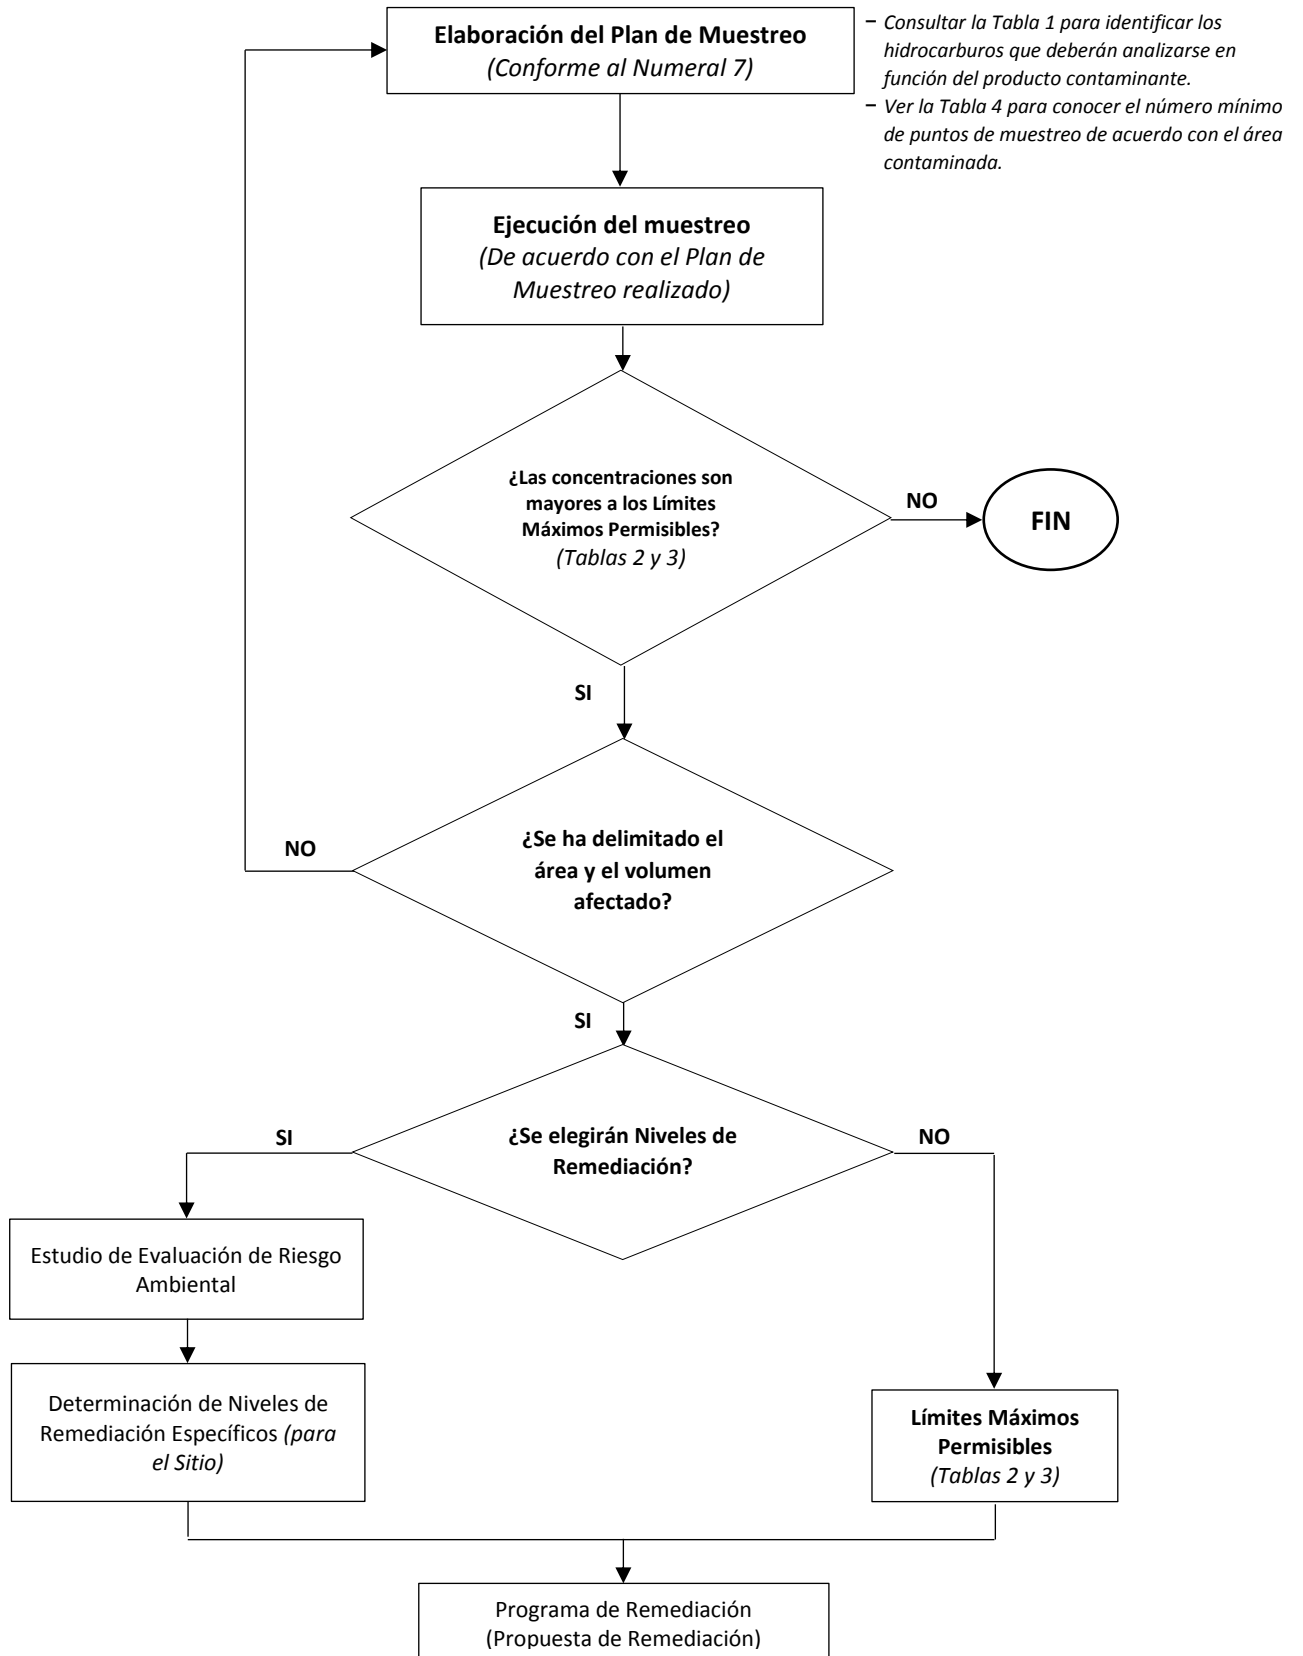 Elaboración del Plan de Muestreo
(Conforme al Numeral 7)
− Consultar la Tabla 1 para identificar los
hidrocarburos que deberán analizarse en
función del producto contaminante.
− Ver la Tabla 4 para conocer el número mínimo
de puntos de muestreo de acuerdo con el área
contaminada.
Ejecución del muestreo
(De acuerdo con el Plan de
Muestreo realizado)
¿Las concentraciones son
mayores a los Límites
Máximos Permisibles?
(Tablas 2 y 3)
NO
FIN
SI
¿Se ha delimitado el
área y el volumen
afectado?
NO
SI
¿Se elegirán Niveles de
Remediación?
SI
NO
Estudio de Evaluación de Riesgo
Ambiental
Determinación de Niveles de
Remediación Específicos (para
el Sitio)
Límites Máximos
Permisibles
(Tablas 2 y 3)
Programa de Remediación
(Propuesta de Remediación)